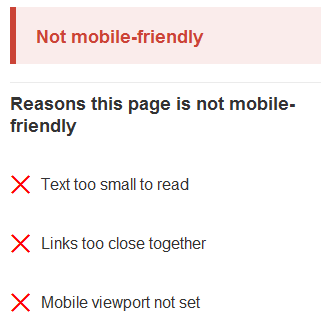 Not mobile-friendly
Reasons this page is not mobile-
friendly
Text too small to read
Links too close together
Mobile viewport not set